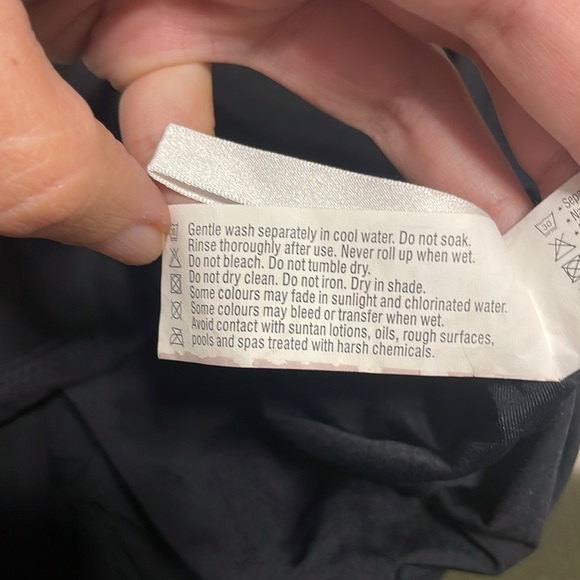 Gentle wash separately in cool water. Do not soak.
Rinse thoroughly after use. Never roll up when wet.
Do not bleach. Do not tumble dry.
Do not dry clean. Do not iron. Dry in shade.
Some colours may fade in sunlight and chlorinated water.
Some colours may bleed or transfer when wet.
Avoid contact with suntan lotions, oils, rough surfaces,
pools and spas treated with harsh chemicals.
30